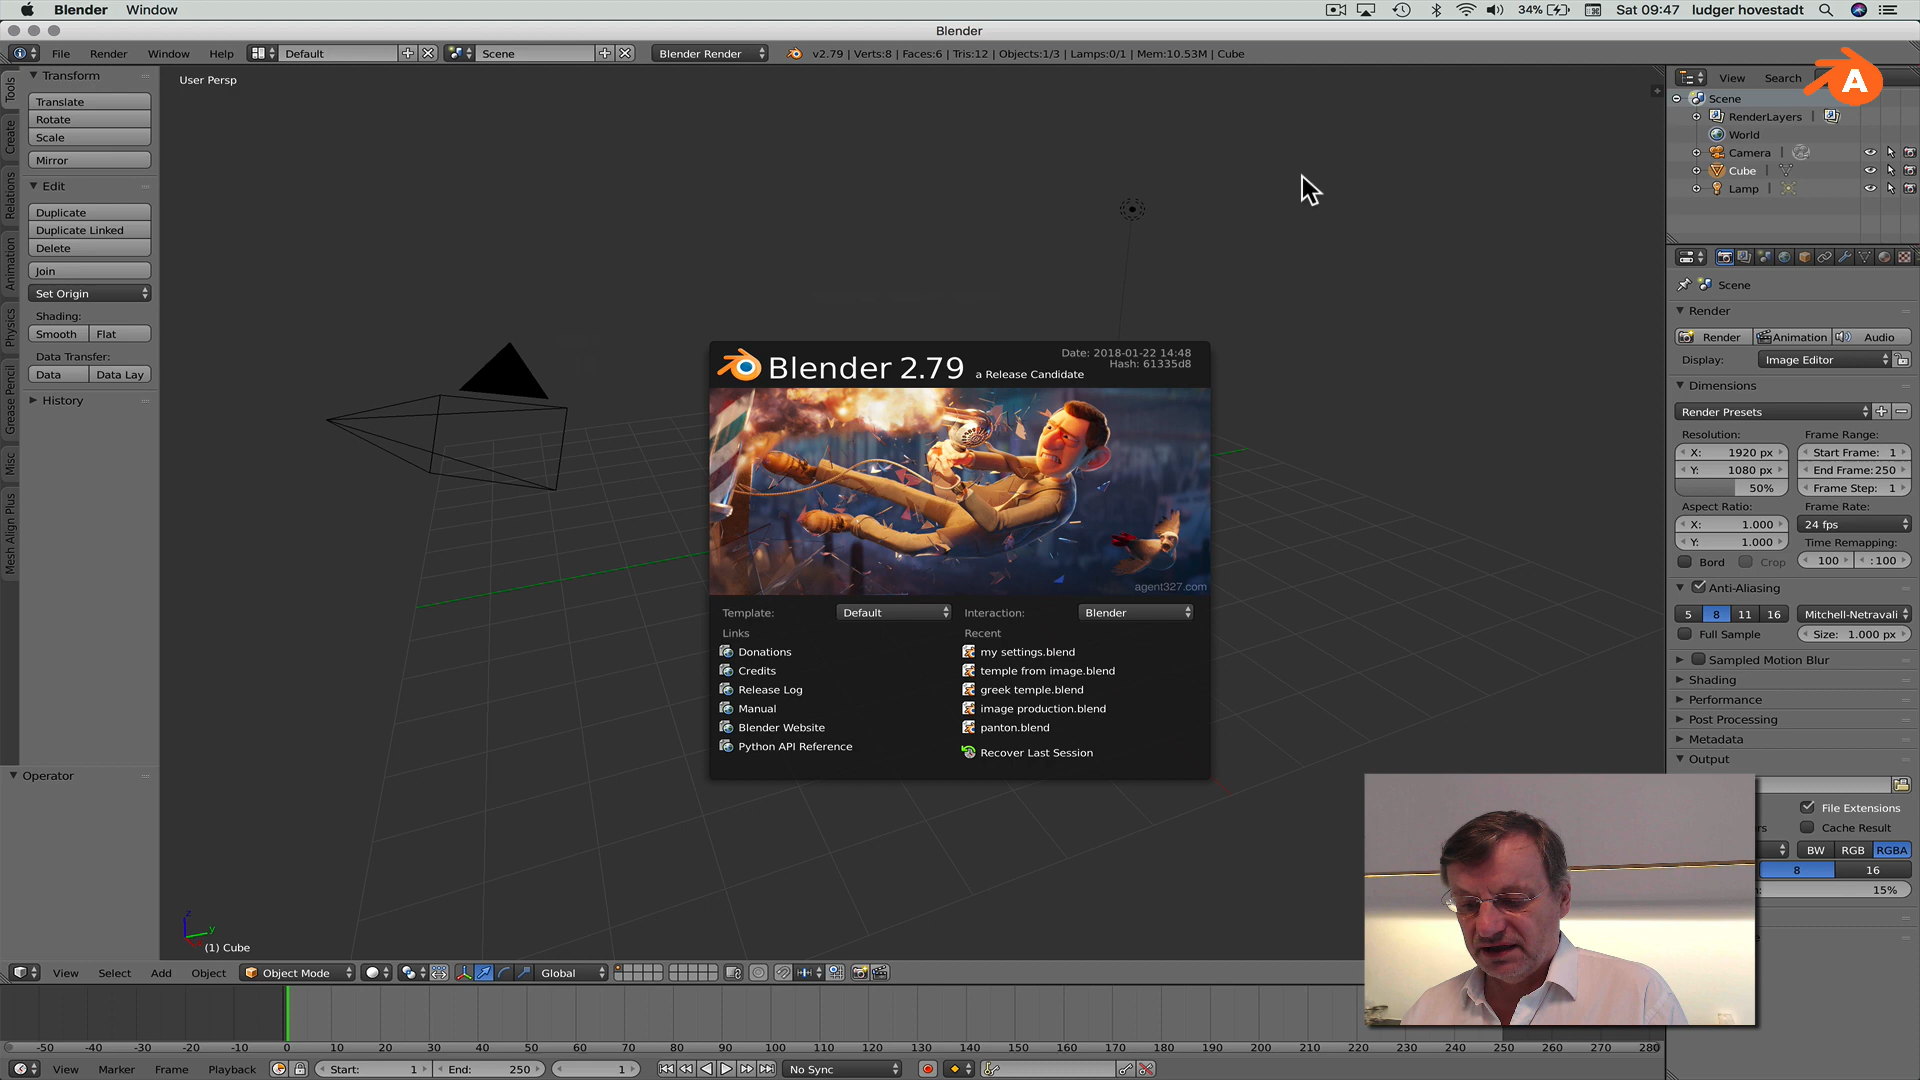 Blender Window 34% Sat 09:47 ludger hovestadt
Blender
File Render Window Help Default Scene Blender Render v2.79 | Verts:8 | Faces:6 | Tris:12 | Objects:1/3 | Lamps:0/1 | Mem:10.53M | Cube
Tools
Create
Relations
Animation
Physics
Grease Pencil
Misc
Mesh Align Plus
Transform
Translate
Rotate
Scale
Mirror
Edit
Duplicate
Duplicate Linked
Delete
Join
Set Origin
Shading:
Smooth Flat
Data Transfer:
Data Data Lay
History
Operator
User Persp
Blender 2.79 a Release Candidate
Date: 2018-01-22 14:48
Hash: 61335d8
agent327.com
Template: Default Interaction: Blender
Links
Donations
Credits
Release Log
Manual
Blender Website
Python API Reference
Recent
my settings.blend
temple from image.blend
greek temple.blend
image production.blend
panton.blend
Recover Last Session
z
y
(1) Cube
View Search
A
Scene
RenderLayers |
World
Camera |
Cube |
Lamp |
Scene
Render
Render Animation Audio
Display: Image Editor
Dimensions
Render Presets
Resolution: Frame Range:
X: 1920 px Start Frame: 1
Y: 1080 px End Frame: 250
50% Frame Step: 1
Aspect Ratio: Frame Rate:
X: 1.000 24 fps
Y: 1.000 Time Remapping:
Bord Crop 100 : 100
Anti-Aliasing
5 8 11 16 Mitchell-Netravali
Full Sample Size: 1.000 px
Sampled Motion Blur
Shading
Performance
Post Processing
Metadata
Output
File Extensions
Cache Result
BW RGB RGBA
8 16
15%
View Select Add Object Object Mode Global
-50 -40 -30 -20 -10 0 10 20 30 40 50 60 70 80 90 100 110 120 130 140 150 160 170 180 190 200 210 220 230 240 250 260 270 280
View Marker Frame Playback Start: 1 End: 250 1 No Sync